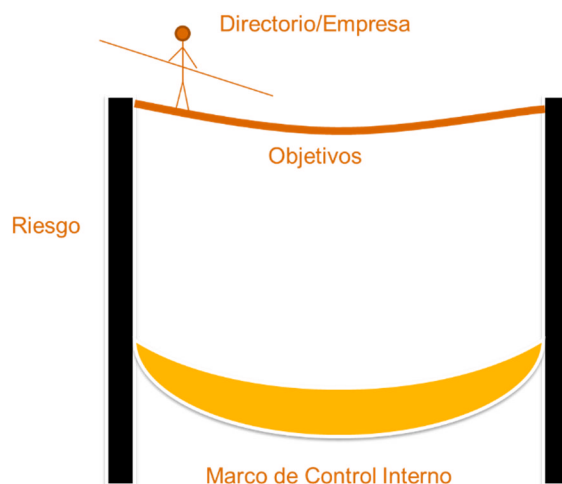 Directorio/Empresa
Objetivos
Riesgo
Marco de Control Interno